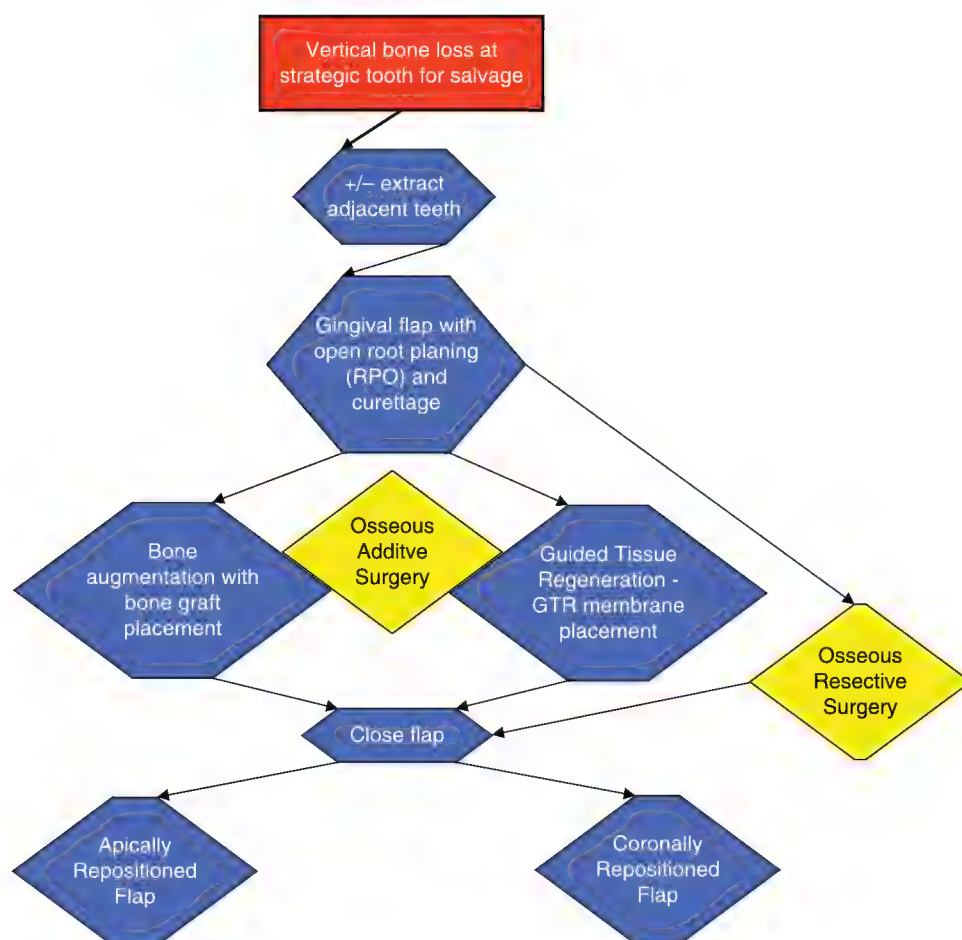 Vertical bone loss at
strategic tooth for salvage
+/– extract
adjacent teeth
Gingival flap with
open root planing
(RPO) and
curettage
Bone
augmentation with
bone graft
placement
Osseous
Additve
Surgery
Guided Tissue
Regeneration -
GTR membrane
placement
Osseous
Resective
Surgery
Close flap
Apically
Repositioned
Flap
Coronally
Repositioned
Flap